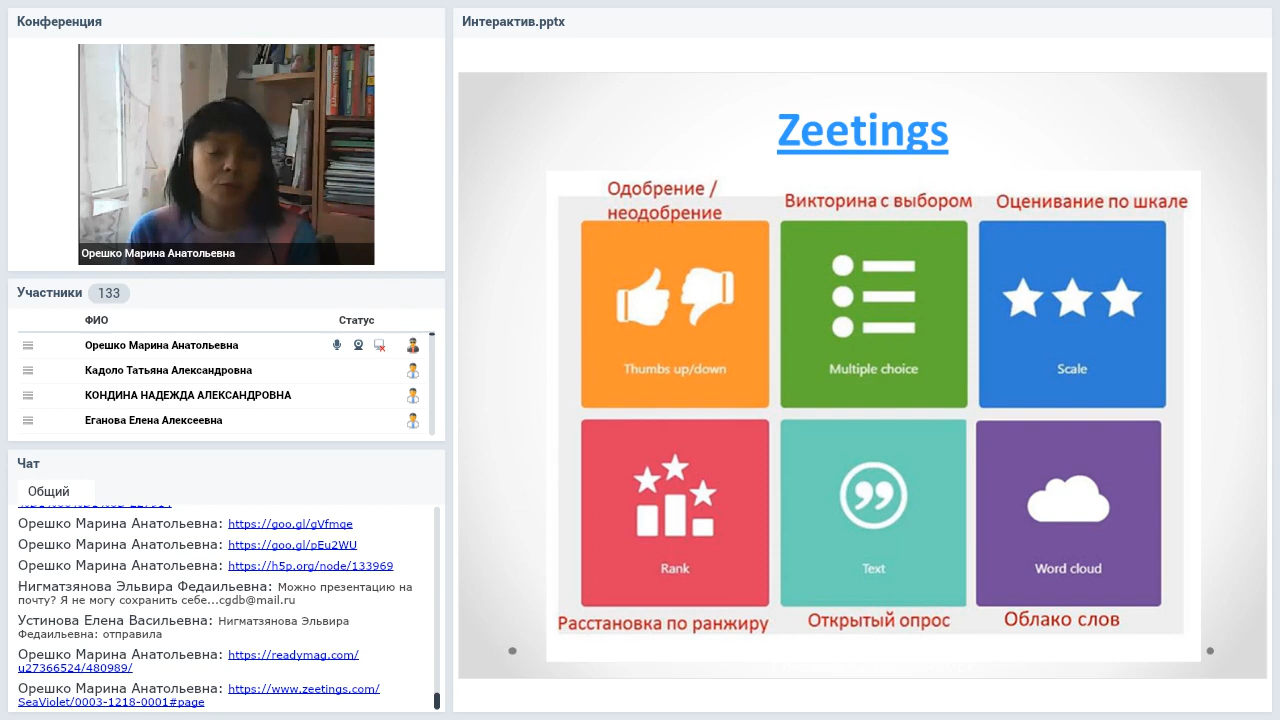 Конференция
Орешко Марина Анатольевна
Участники 133
ФИО Статус
Орешко Марина Анатольевна
Кадоло Татьяна Александровна
КОНДИНА НАДЕЖДА АЛЕКСАНДРОВНА
Еганова Елена Алексеевна
Чат
Общий
Орешко Марина Анатольевна: https://goo.gl/gVfmqe
Орешко Марина Анатольевна: https://goo.gl/pEu2WU
Орешко Марина Анатольевна: https://h5p.org/node/133969
Нигматзянова Эльвира Федаильевна: Можно презентацию на
почту? Я не могу сохранить себе...cgdb@mail.ru
Устинова Елена Васильевна: Нигматзянова Эльвира
Федаильевна: отправила
Орешко Марина Анатольевна: https://readymag.com/
u27366524/480989/
Орешко Марина Анатольевна: https://www.zeetings.com/
SeaViolet/0003-1218-0001#page
Интерактив.pptx
Zeetings
Одобрение /
неодобрение
Викторина с выбором
Оценивание по шкале
Thumbs up/down
Multiple choice
Scale
Rank
Text
Word cloud
Расстановка по ранжиру
Открытый опрос
Облако слов